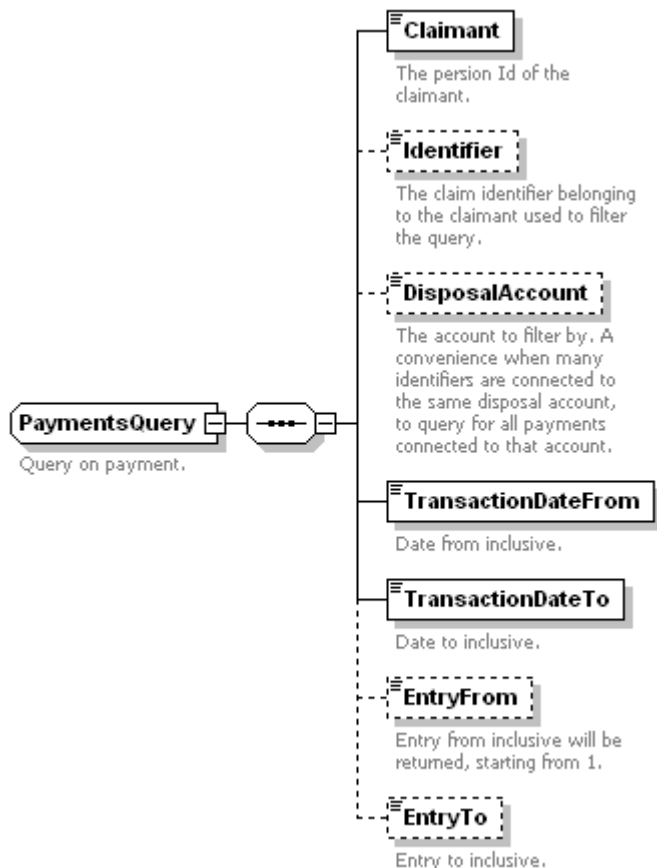 Claimant
The persion Id of the
claimant.
Identifier
The claim identifier belonging
to the claimant used to filter
the query.
DisposalAccount
The account to filter by. A
convenience when many
identifiers are connected to
the same disposal account,
to query for all payments
connected to that account.
PaymentsQuery
Query on payment.
TransactionDateFrom
Date from inclusive.
TransactionDateTo
Date to inclusive.
EntryFrom
Entry from inclusive will be
returned, starting from 1.
EntryTo
Entry to inclusive.